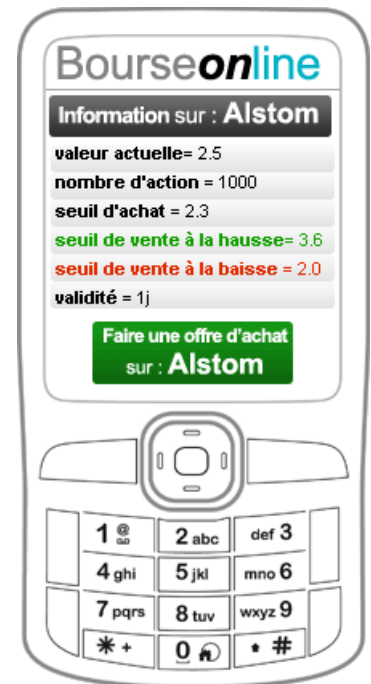 Bourseonline
Information sur : Alstom
valeur actuelle= 2.5
nombre d'action = 1000
seuil d'achat = 2.3
seuil de vente à la hausse= 3.6
seuil de vente à la baisse = 2.0
validité = 1j
Faire une offre d'achat
sur : Alstom
1 @ 2 abc def 3
4 ghi 5 jkl mno 6
7 pqrs 8 tuv wxyz 9
* + 0 #